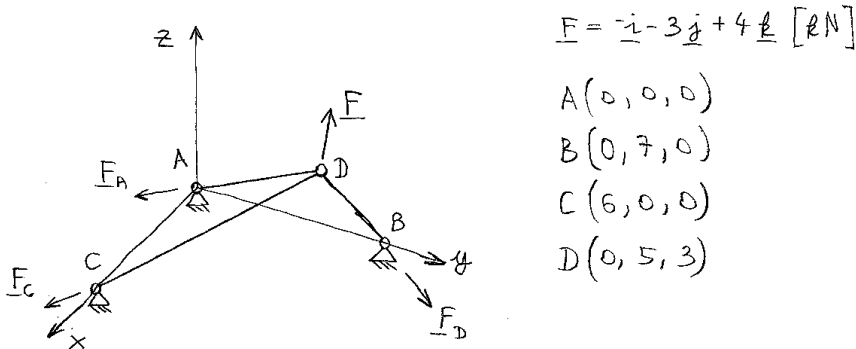 z
F = -i - 3j + 4k [kN]
A(0, 0, 0)
B(0, 7, 0)
C(6, 0, 0)
D(0, 5, 3)
F
A
D
F_A
B
C
y
F_C
F_D
x